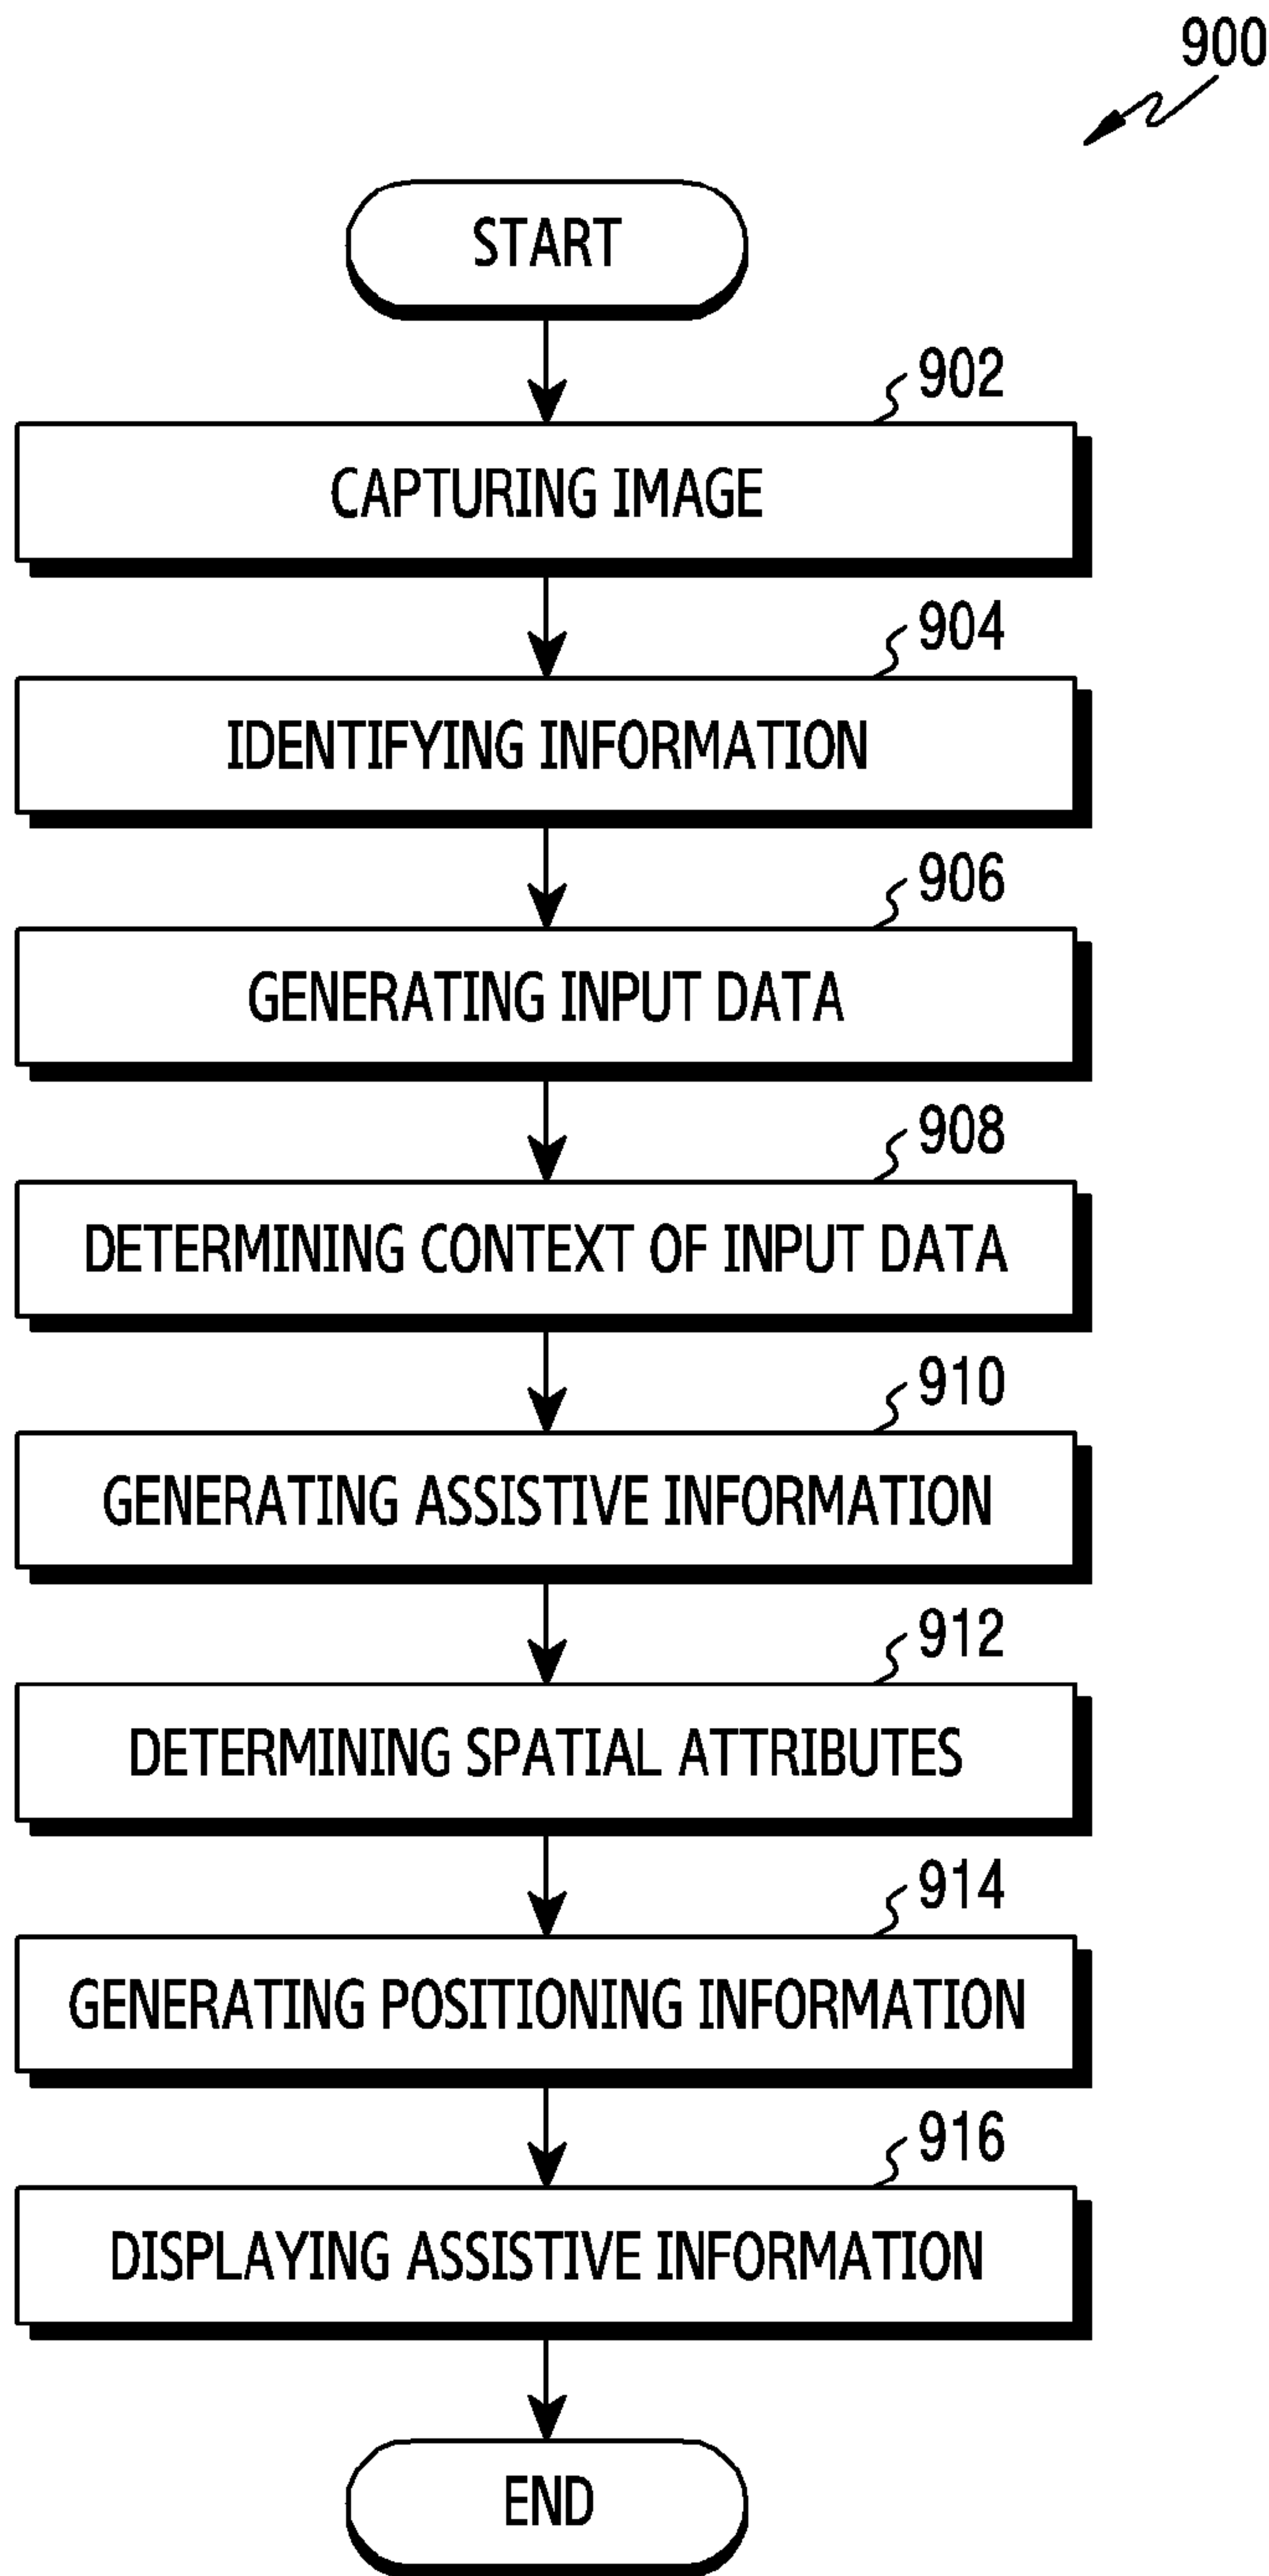 900
START
902
CAPTURING IMAGE
904
IDENTIFYING INFORMATION
906
GENERATING INPUT DATA
908
DETERMINING CONTEXT OF INPUT DATA
910
GENERATING ASSISTIVE INFORMATION
912
DETERMINING SPATIAL ATTRIBUTES
914
GENERATING POSITIONING INFORMATION
916
DISPLAYING ASSISTIVE INFORMATION
END